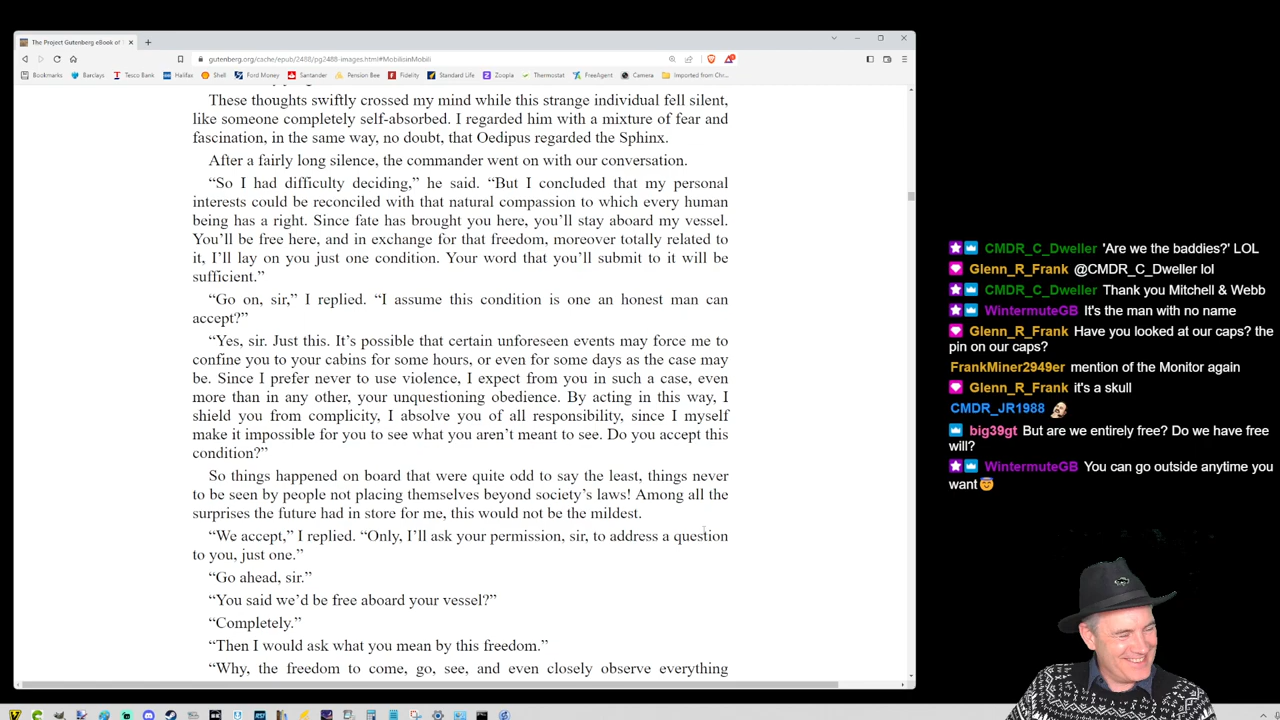 The Project Gutenberg eBook of
gutenberg.org/cache/epub/2488/pg2488-images.html#MobilisinMobili
Bookmarks Barclays Tesco Bank Halifax Shell Ford Money Santander Pension Bee Fidelity Standard Life Zoopla Thermostat FreeAgent Camera Imported from Chr...
These thoughts swiftly crossed my mind while this strange individual fell silent,
like someone completely self-absorbed. I regarded him with a mixture of fear and
fascination, in the same way, no doubt, that Oedipus regarded the Sphinx.
After a fairly long silence, the commander went on with our conversation.
“So I had difficulty deciding,” he said. “But I concluded that my personal
interests could be reconciled with that natural compassion to which every human
being has a right. Since fate has brought you here, you’ll stay aboard my vessel.
You’ll be free here, and in exchange for that freedom, moreover totally related to
it, I’ll lay on you just one condition. Your word that you’ll submit to it will be
sufficient.”
“Go on, sir,” I replied. “I assume this condition is one an honest man can
accept?”
“Yes, sir. Just this. It’s possible that certain unforeseen events may force me to
confine you to your cabins for some hours, or even for some days as the case may
be. Since I prefer never to use violence, I expect from you in such a case, even
more than in any other, your unquestioning obedience. By acting in this way, I
shield you from complicity, I absolve you of all responsibility, since I myself
make it impossible for you to see what you aren’t meant to see. Do you accept this
condition?”
So things happened on board that were quite odd to say the least, things never
to be seen by people not placing themselves beyond society’s laws! Among all the
surprises the future had in store for me, this would not be the mildest.
“We accept,” I replied. “Only, I’ll ask your permission, sir, to address a question
to you, just one.”
“Go ahead, sir.”
“You said we’d be free aboard your vessel?”
“Completely.”
“Then I would ask what you mean by this freedom.”
“Why, the freedom to come, go, see, and even closely observe everything
CMDR_C_Dweller 'Are we the baddies?' LOL
Glenn_R_Frank @CMDR_C_Dweller lol
CMDR_C_Dweller Thank you Mitchell & Webb
WintermuteGB It's the man with no name
Glenn_R_Frank Have you looked at our caps? the
pin on our caps?
FrankMiner2949er mention of the Monitor again
Glenn_R_Frank it's a skull
CMDR_JR1988
big39gt But are we entirely free? Do we have free
will?
WintermuteGB You can go outside anytime you
want